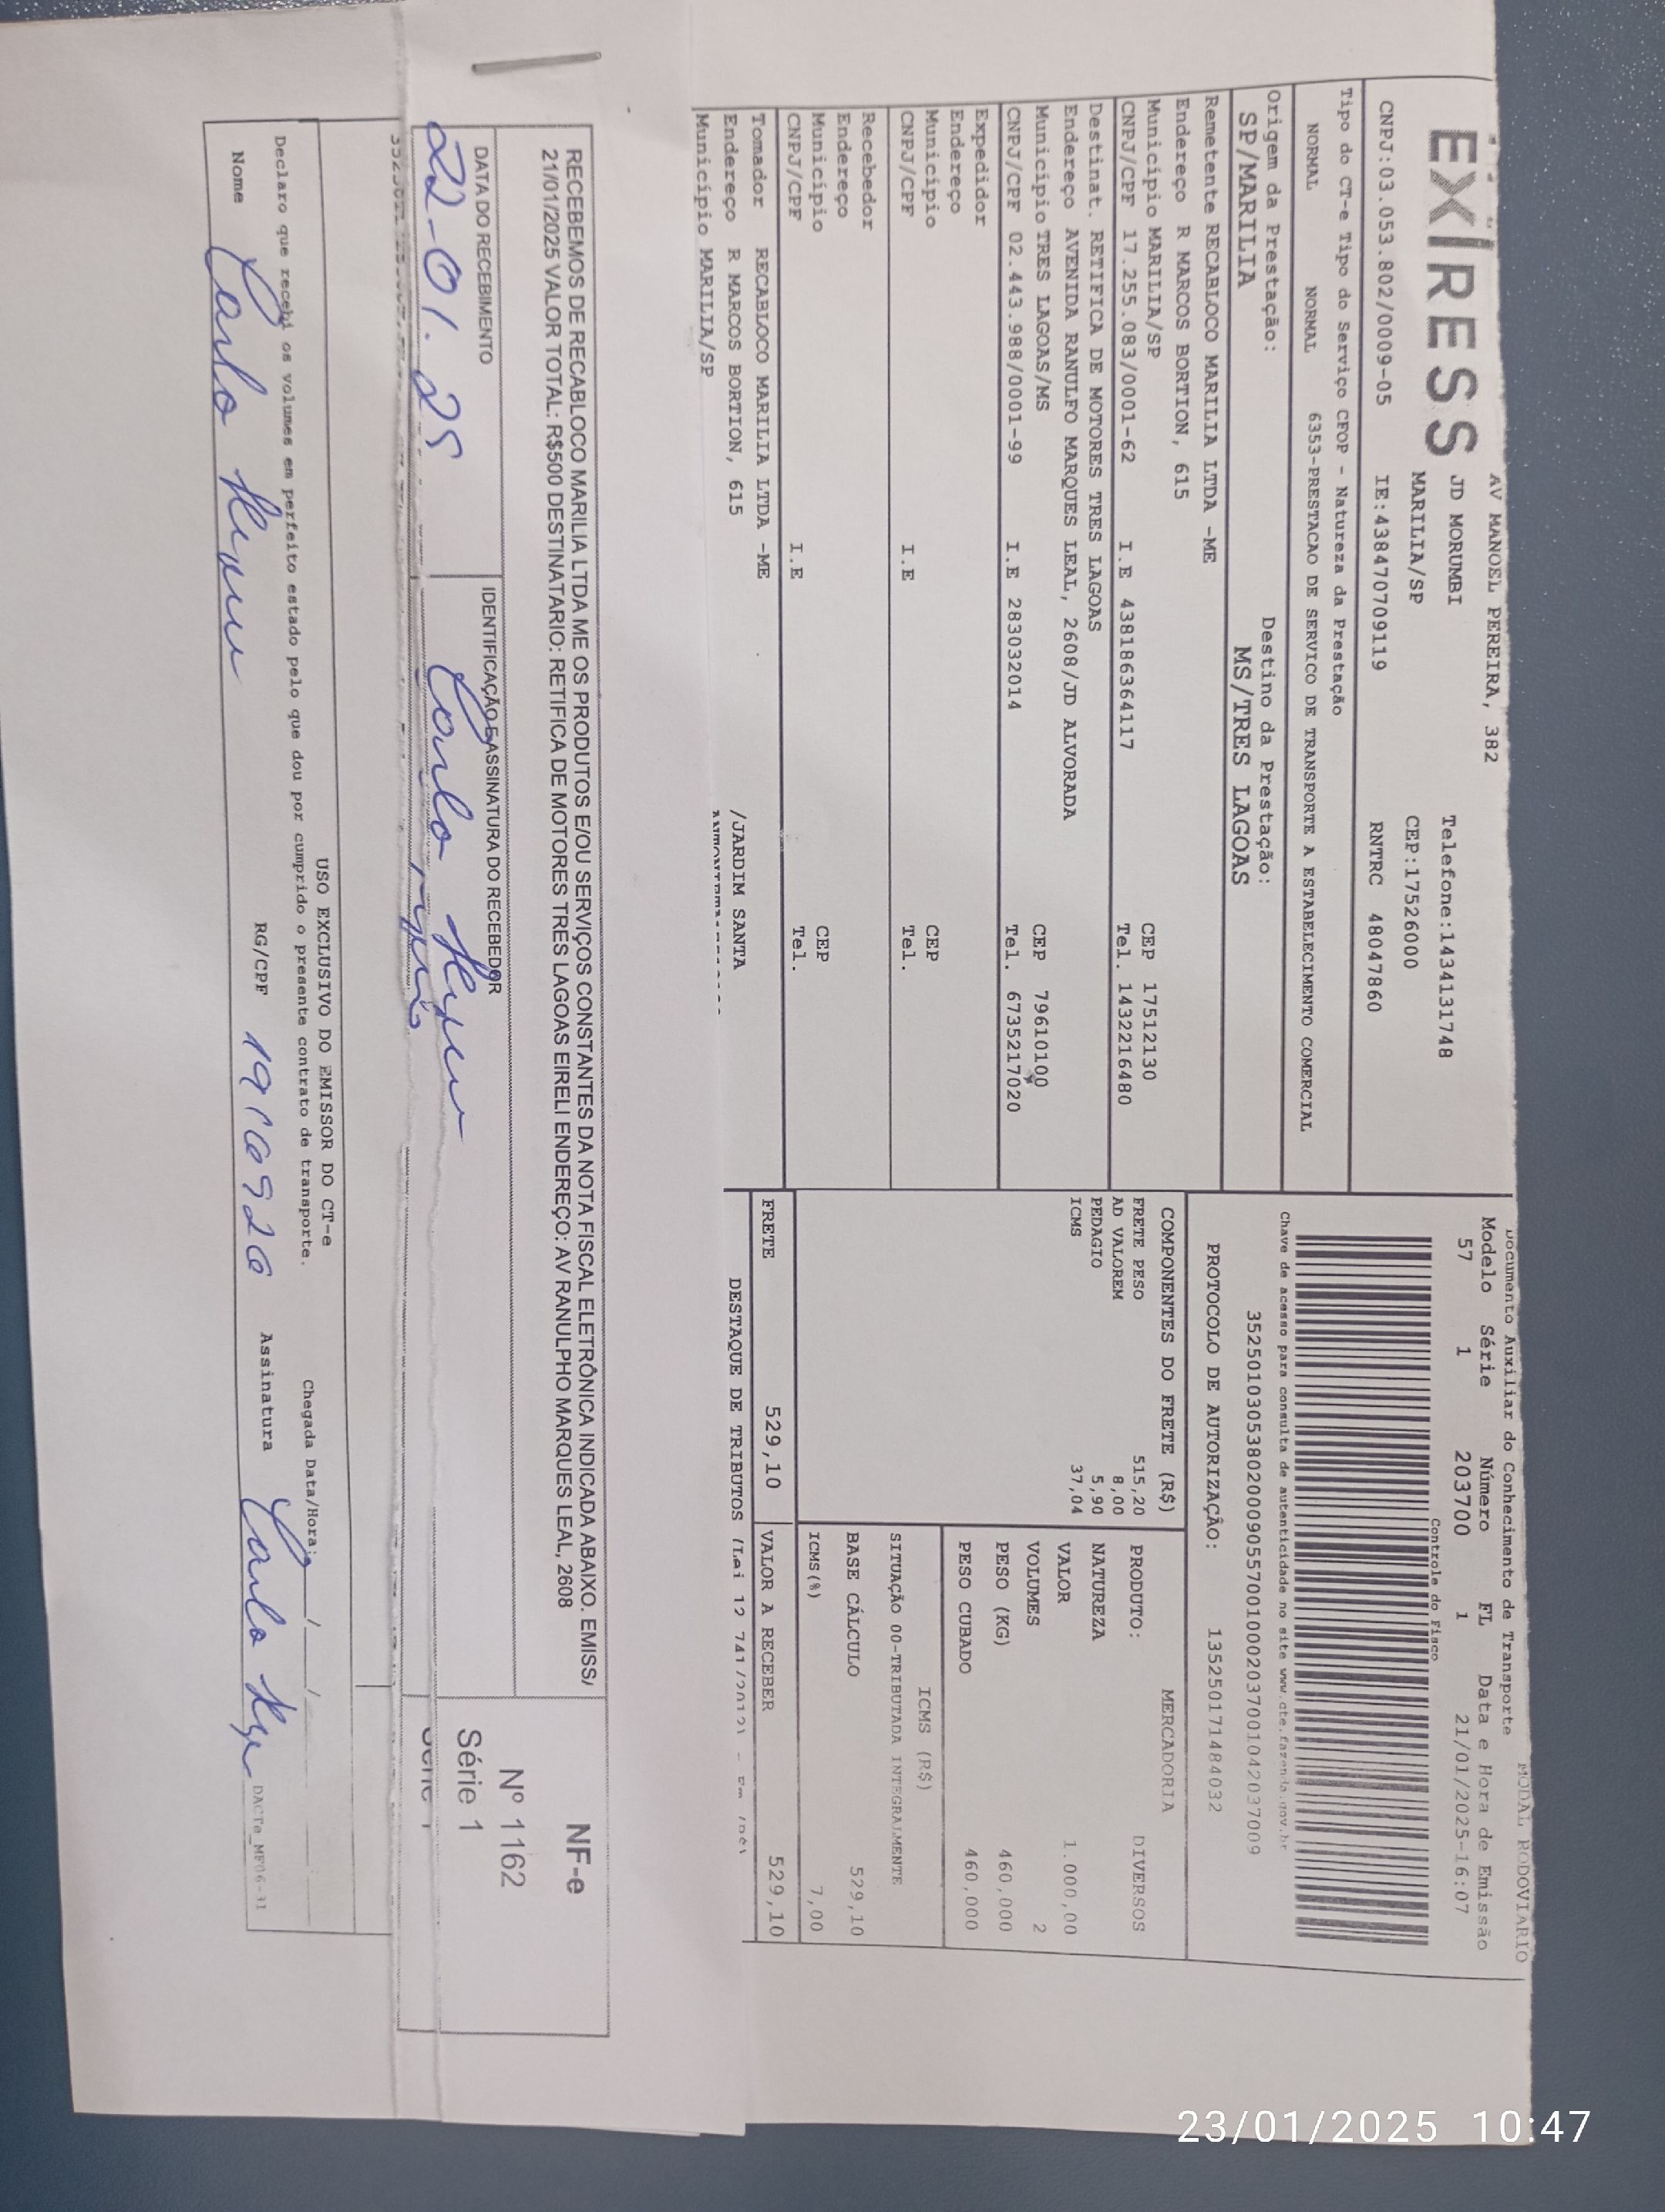 EXPRESS
AV MANOEL PEREIRA, 382
JD MORUMBI Telefone:1434131748
MARILIA/SP CEP:17526000
CNPJ:03.053.802/0009-05 IE:438470709119 RNTRC 48047860
Tipo do CT-e Tipo do Serviço CFOP - Natureza da Prestação
NORMAL NORMAL 6353-PRESTACAO DE SERVICO DE TRANSPORTE A ESTABELECIMENTO COMERCIAL
Origem da Prestação: Destino da Prestação:
SP/MARILIA MS/TRES LAGOAS
Remetente RECABLOCO MARILIA LTDA -ME
Endereço R MARCOS BORTION, 615
Município MARILIA/SP CEP 17512130
CNPJ/CPF 17.255.083/0001-62 I.E 438186364117 Tel. 1432216480
Destinat. RETIFICA DE MOTORES TRES LAGOAS
Endereço AVENIDA RANULFO MARQUES LEAL, 2608/JD ALVORADA
Município TRES LAGOAS/MS CEP 79610100
CNPJ/CPF 02.443.988/0001-99 I.E 283032014 Tel. 6735217020
Expedidor
Endereço
Município CEP
CNPJ/CPF I.E Tel.
Recebedor
Endereço
Município CEP
CNPJ/CPF I.E Tel.
Tomador RECABLOCO MARILIA LTDA -ME
Endereço R MARCOS BORTION, 615 /JARDIM SANTA
Município MARILIA/SP
MODAL RODOVIARIO
Documento Auxiliar do Conhecimento de Transporte
Modelo Série Número FL Data e Hora de Emissão
57 1 203700 1 21/01/2025-16:07
Controle do Fisco
Chave de acesso para consulta de autenticidade no site www.cte.fazenda.gov.br
35250103053802000905570010002037001042037009
PROTOCOLO DE AUTORIZAÇÃO: 135250171484032
COMPONENTES DO FRETE (R$)
FRETE PESO 515,20
AD VALOREM 8,00
PEDAGIO 5,90
ICMS 37,04
PRODUTO: MERCADORIA DIVERSOS
NATUREZA
VALOR 1.000,00
VOLUMES 2
PESO (KG) 460,000
PESO CUBADO 460,000
ICMS (R$)
SITUAÇÃO 00-TRIBUTADA INTEGRALMENTE
BASE CÁLCULO 529,10
ICMS(%) 7,00
FRETE 529,10 VALOR A RECEBER 529,10
DESTAQUE DE TRIBUTOS (Lei 12.741/2012)
RECEBEMOS DE RECABLOCO MARILIA LTDA ME OS PRODUTOS E/OU SERVIÇOS CONSTANTES DA NOTA FISCAL ELETRÔNICA INDICADA ABAIXO. EMISS/
21/01/2025 VALOR TOTAL: R$500 DESTINATARIO: RETIFICA DE MOTORES TRES LAGOAS EIRELI ENDEREÇO: AV RANULPHO MARQUES LEAL, 2608
NF-e
Nº 1162
Série 1
DATA DO RECEBIMENTO IDENTIFICAÇÃO E ASSINATURA DO RECEBEDOR
22-01.25 Carlo
USO EXCLUSIVO DO EMISSOR DO CT-e
Declaro que recebi os volumes em perfeito estado pelo que dou por cumprido o presente contrato de transporte.
Chegada Data/Hora: / /
Nome Carlo RG/CPF 19160926 Assinatura Carlo
DACTe_MF06-31
23/01/2025 10:47